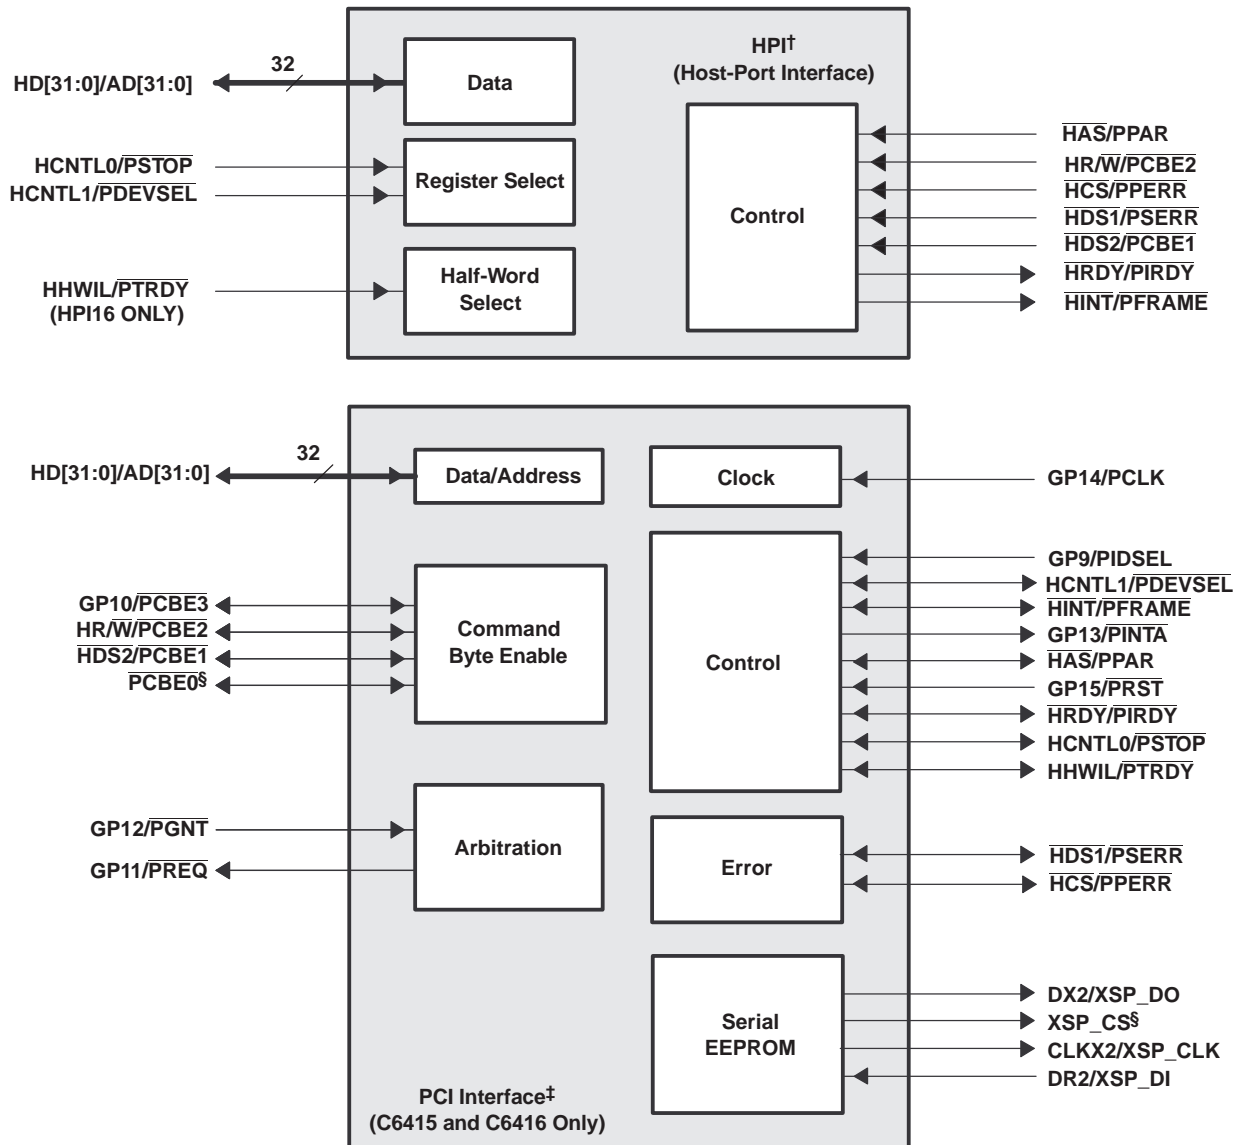 HPI†
(Host-Port Interface)
32
HD[31:0]/AD[31:0]
Data
HCNTL0/PSTOP
HCNTL1/PDEVSEL
Register Select
HHWIL/PTRDY
(HPI16 ONLY)
Half-Word
Select
Control
HAS/PPAR
HR/W/PCBE2
HCS/PPERR
HDS1/PSERR
HDS2/PCBE1
HRDY/PIRDY
HINT/PFRAME
32
HD[31:0]/AD[31:0]
Data/Address
Clock
GP14/PCLK
GP10/PCBE3
HR/W/PCBE2
HDS2/PCBE1
PCBE0§
Command
Byte Enable
Control
GP9/PIDSEL
HCNTL1/PDEVSEL
HINT/PFRAME
GP13/PINTA
HAS/PPAR
GP15/PRST
HRDY/PIRDY
HCNTL0/PSTOP
HHWIL/PTRDY
GP12/PGNT
GP11/PREQ
Arbitration
Error
HDS1/PSERR
HCS/PPERR
Serial
EEPROM
DX2/XSP_DO
XSP_CS§
CLKX2/XSP_CLK
DR2/XSP_DI
PCI Interface‡
(C6415 and C6416 Only)